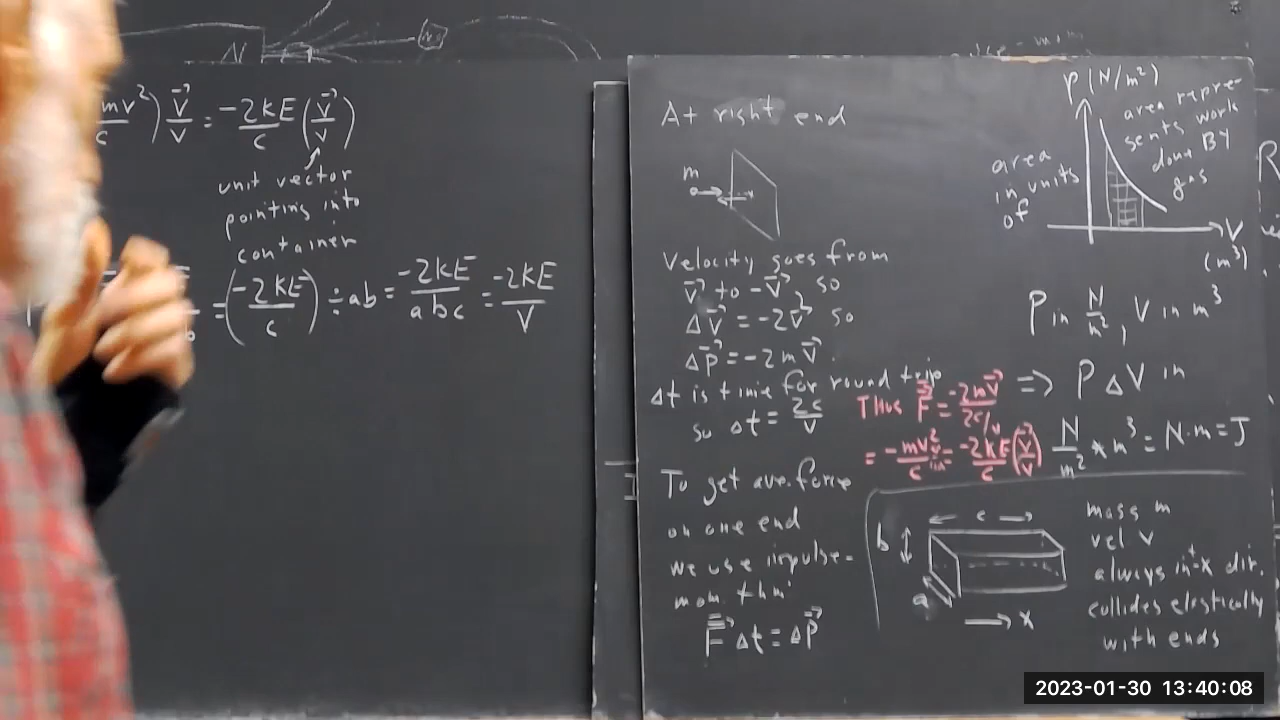 mv²/c) v⃗/v = -2KE/c (v⃗/v)
unit vector
pointing into
container
= (-2KE/c) ÷ ab = -2KE/abc = -2KE/V
At right end
m
Velocity goes from
v⃗ to -v⃗, so
Δv⃗ = -2v⃗ so
Δp⃗ = -2mv⃗.
Δt is time for round trip
so Δt = 2c/v
Thus F⃗ = -2mv⃗/2c/v
= -2KE/c (v⃗/v)
To get ave. force
on one end
we use impulse-
mom. thm
F⃗ Δt = Δp⃗
P (N/m²)
area repre-
sents work
done BY
gas
area
in units
of
V
(m³)
P in N/m², V in m³
=> P ΔV in
N/m² * m³ = N·m = J
c
b
a
x
mass m
vel v
always in +-x dir.
collides elastically
with ends
2023-01-30 13:40:08